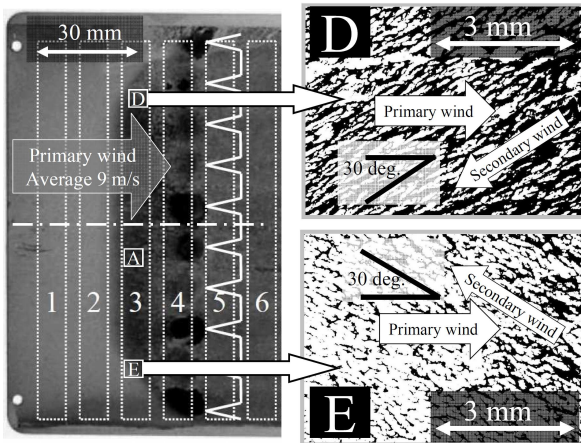 30 mm
D
Primary wind
Average 9 m/s
A
1 2 3 4 5 6
E
D
3 mm
Primary wind
Secondary wind
30 deg.
30 deg.
Secondary wind
Primary wind
E
3 mm